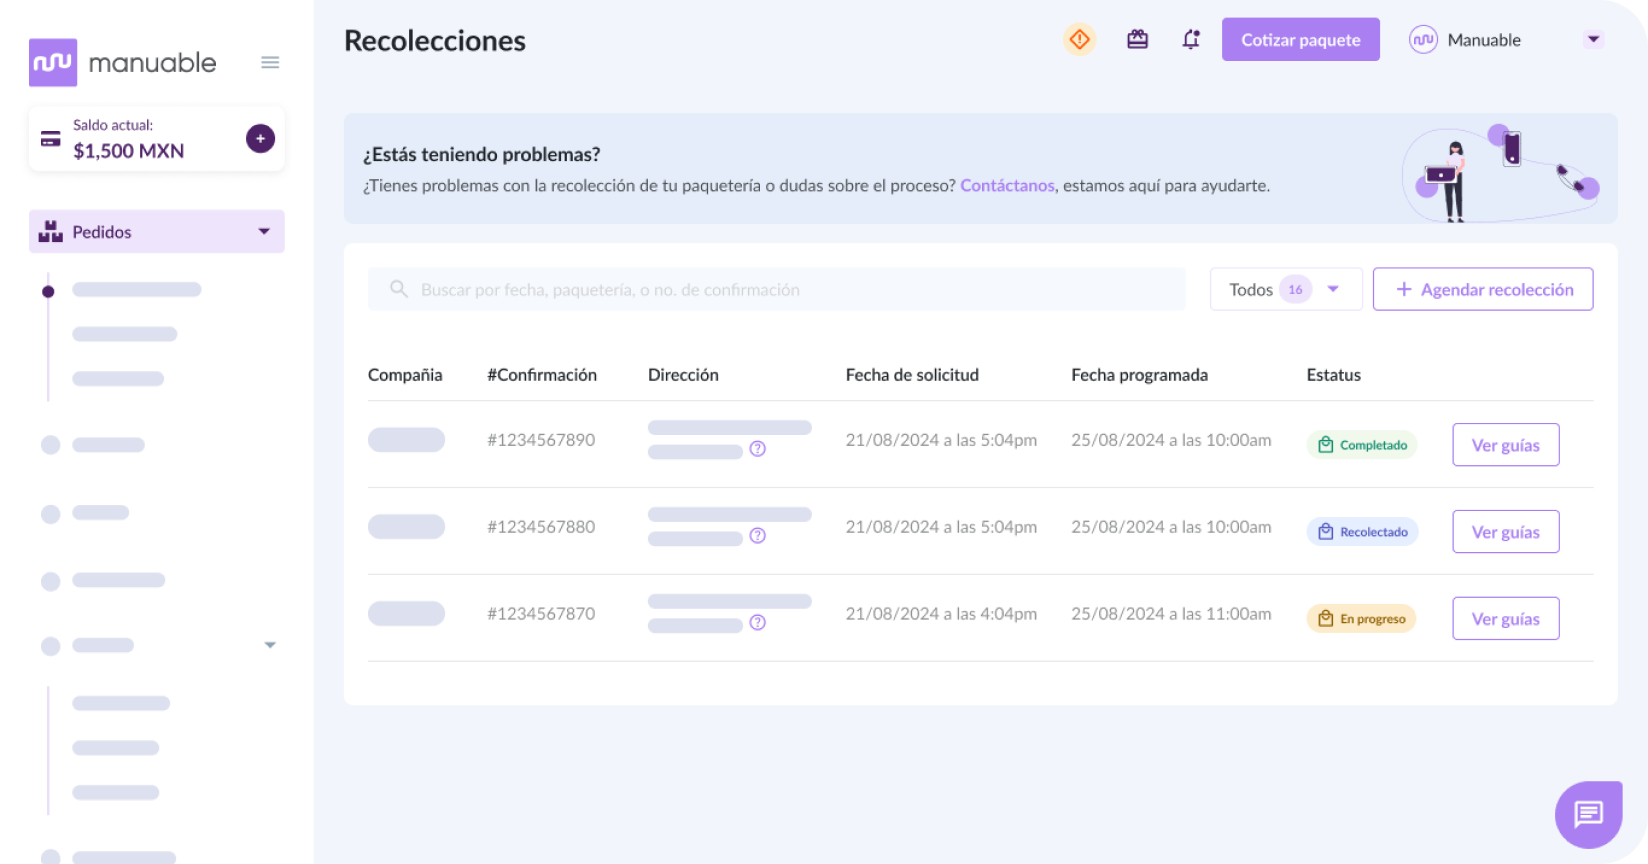 manuable
Saldo actual:
$1,500 MXN
Pedidos
Recolecciones
Cotizar paquete
Manuable
¿Estás teniendo problemas?
¿Tienes problemas con la recolección de tu paquetería o dudas sobre el proceso? Contáctanos, estamos aquí para ayudarte.
Buscar por fecha, paquetería, o no. de confirmación
Todos 16
+ Agendar recolección
Compañia #Confirmación Dirección Fecha de solicitud Fecha programada Estatus
#1234567890 21/08/2024 a las 5:04pm 25/08/2024 a las 10:00am Completado Ver guías
#1234567880 21/08/2024 a las 5:04pm 25/08/2024 a las 10:00am Recolectado Ver guías
#1234567870 21/08/2024 a las 4:04pm 25/08/2024 a las 11:00am En progreso Ver guías